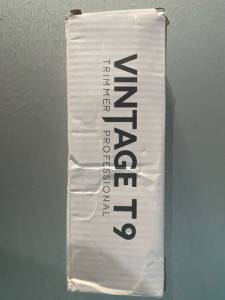 VINTAGE T9
TRIMMER PROFESSIONAL